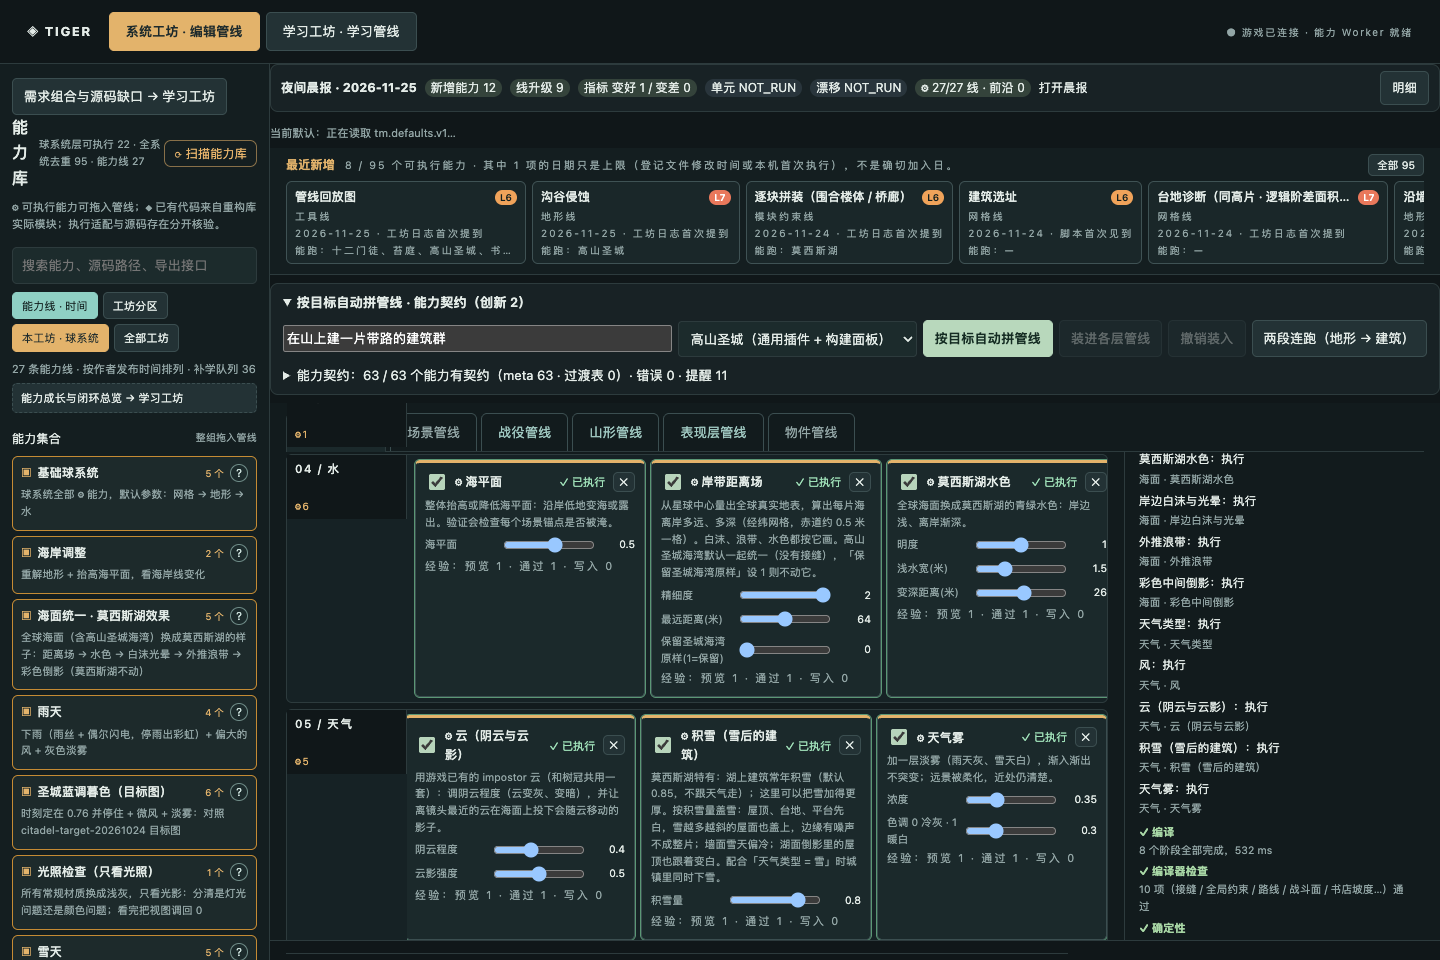 ◈ TIGER
系统工坊 · 编辑管线
学习工坊 · 学习管线
游戏已连接 · 能力 Worker 就绪
需求组合与源码缺口 → 学习工坊
能力库
球系统层可执行 22 · 全系统去重 95 · 能力线 27
⟳ 扫描能力库
⚙ 可执行能力可拖入管线；◆ 已有代码来自重构库实际模块；执行适配与源码存在分开核验。
搜索能力、源码路径、导出接口
能力线 · 时间
工坊分区
本工坊 · 球系统
全部工坊
27 条能力线 · 按作者发布时间排列 · 补学队列 36
能力成长与闭环总览 → 学习工坊
能力集合
整组拖入管线
▣ 基础球系统 5 个 ?
球系统全部 ⚙ 能力，默认参数：网格 → 地形 → 水
▣ 海岸调整 2 个 ?
重解地形 + 抬高海平面，看海岸线变化
▣ 海面统一 · 莫西斯湖效果 5 个 ?
全球海面（含高山圣城海湾）换成莫西斯湖的样子：距离场 → 水色 → 白沫光晕 → 外推浪带 → 彩色倒影（莫西斯湖不动）
▣ 雨天 4 个 ?
下雨（雨丝 + 偶尔闪电，停雨出彩虹）+ 偏大的风 + 灰色淡雾
▣ 圣城蓝调暮色（目标图） 6 个 ?
时刻定在 0.76 并停住 + 微风 + 淡雾：对照 citadel-target-20261024 目标图
▣ 光照检查（只看光照） 1 个 ?
所有常规材质换成浅灰，只看光影：分清是灯光问题还是颜色问题；看完把视图调回 0
▣ 雪天 5 个 ?
夜间晨报 · 2026-11-25
新增能力 12
线升级 9
指标 变好 1 / 变差 0
单元 NOT_RUN
漂移 NOT_RUN
⚙ 27/27 线 · 前沿 0
打开晨报
明细
当前默认：正在读取 tm.defaults.v1…
最近新增 8 / 95 个可执行能力 · 其中 1 项的日期只是上限（登记文件修改时间或本机首次执行），不是确切加入日。
全部 95
管线回放图 L6
工具线
2026-11-25 · 工坊日志首次提到
能跑：十二门徒、苔庭、高山圣城、书…
沟谷侵蚀 L7
地形线
2026-11-25 · 工坊日志首次提到
能跑：高山圣城
逐块拼装（围合楼体 / 桥廊） L6
模块约束线
2026-11-24 · 工坊日志首次提到
能跑：莫西斯湖
建筑选址 L6
网格线
2026-11-24 · 脚本首次见到
能跑：—
台地诊断（同高片 · 逻辑阶差面积… L7
网格线
2026-11-24 · 工坊日志首次提到
能跑：—
▼ 按目标自动拼管线 · 能力契约（创新 2）
在山上建一片带路的建筑群
高山圣城（通用插件 + 构建面板）
按目标自动拼管线
装进各层管线
撤销装入
两段连跑（地形 → 建筑）
▶ 能力契约：63 / 63 个能力有契约（meta 63 · 过渡表 0）· 错误 0 · 提醒 11
⚙1
场景管线
战役管线
山形管线
表现层管线
物件管线
04 / 水
⚙6
⚙ 海平面 ✓ 已执行 ✕
整体抬高或降低海平面：沿岸低地变海或露出。验证会检查每个场景锚点是否被淹。
海平面 0.5
经验：预览 1 · 通过 1 · 写入 0
⚙ 岸带距离场 ✓ 已执行 ✕
从星球中心量出全球真实地表，算出每片海离岸多远、多深（经纬网格，赤道约 0.5 米一格）。白沫、浪带、水色都按它画。高山圣城海湾默认一起统一（没有接缝），「保留圣城海湾原样」设 1 则不动它。
精细度 2
最远距离(米) 64
保留圣城海湾原样(1=保留) 0
经验：预览 1 · 通过 1 · 写入 0
⚙ 莫西斯湖水色 ✓ 已执行 ✕
全球海面换成莫西斯湖的青绿水色：岸边浅、离岸渐深。
明度 1
浅水宽(米) 1.5
变深距离(米) 26
经验：预览 1 · 通过 1 · 写入 0
05 / 天气
⚙5
⚙ 云（阴云与云影） ✓ 已执行 ✕
用游戏已有的 impostor 云（和树冠共用一套）：调阴云程度（云变灰、变暗），并让离镜头最近的云在海面上投下会随云移动的影子。
阴云程度 0.4
云影强度 0.5
经验：预览 1 · 通过 1 · 写入 0
⚙ 积雪（雪后的建筑） ✓ 已执行 ✕
莫西斯湖特有：湖上建筑常年积雪（默认 0.85，不跟天气走）；这里可以把雪加得更厚。按积雪量盖雪：屋顶、台地、平台先白，雪越多越斜的屋面也盖上，边缘有噪声不成整片；墙面雪天偏冷；湖面倒影里的屋顶也跟着变白。配合「天气类型 = 雪」时城镇里同时下雪。
积雪量 0.8
经验：预览 1 · 通过 1 · 写入 0
⚙ 天气雾 ✓ 已执行 ✕
加一层淡雾（雨天灰、雪天白），渐入渐出不突变；远景被柔化，近处仍清楚。
浓度 0.35
色调 0 冷灰 · 1 暖白 0.3
经验：预览 1 · 通过 1 · 写入 0
莫西斯湖水色：执行
海面 · 莫西斯湖水色
岸边白沫与光晕：执行
海面 · 岸边白沫与光晕
外推浪带：执行
海面 · 外推浪带
彩色中间倒影：执行
海面 · 彩色中间倒影
天气类型：执行
天气 · 天气类型
风：执行
天气 · 风
云（阴云与云影）：执行
天气 · 云（阴云与云影）
积雪（雪后的建筑）：执行
天气 · 积雪（雪后的建筑）
天气雾：执行
天气 · 天气雾
✓ 编译
8 个阶段全部完成，532 ms
✓ 编译器检查
10 项（接缝 / 全局约束 / 路线 / 战斗面 / 书店坡度…）通过
✓ 确定性